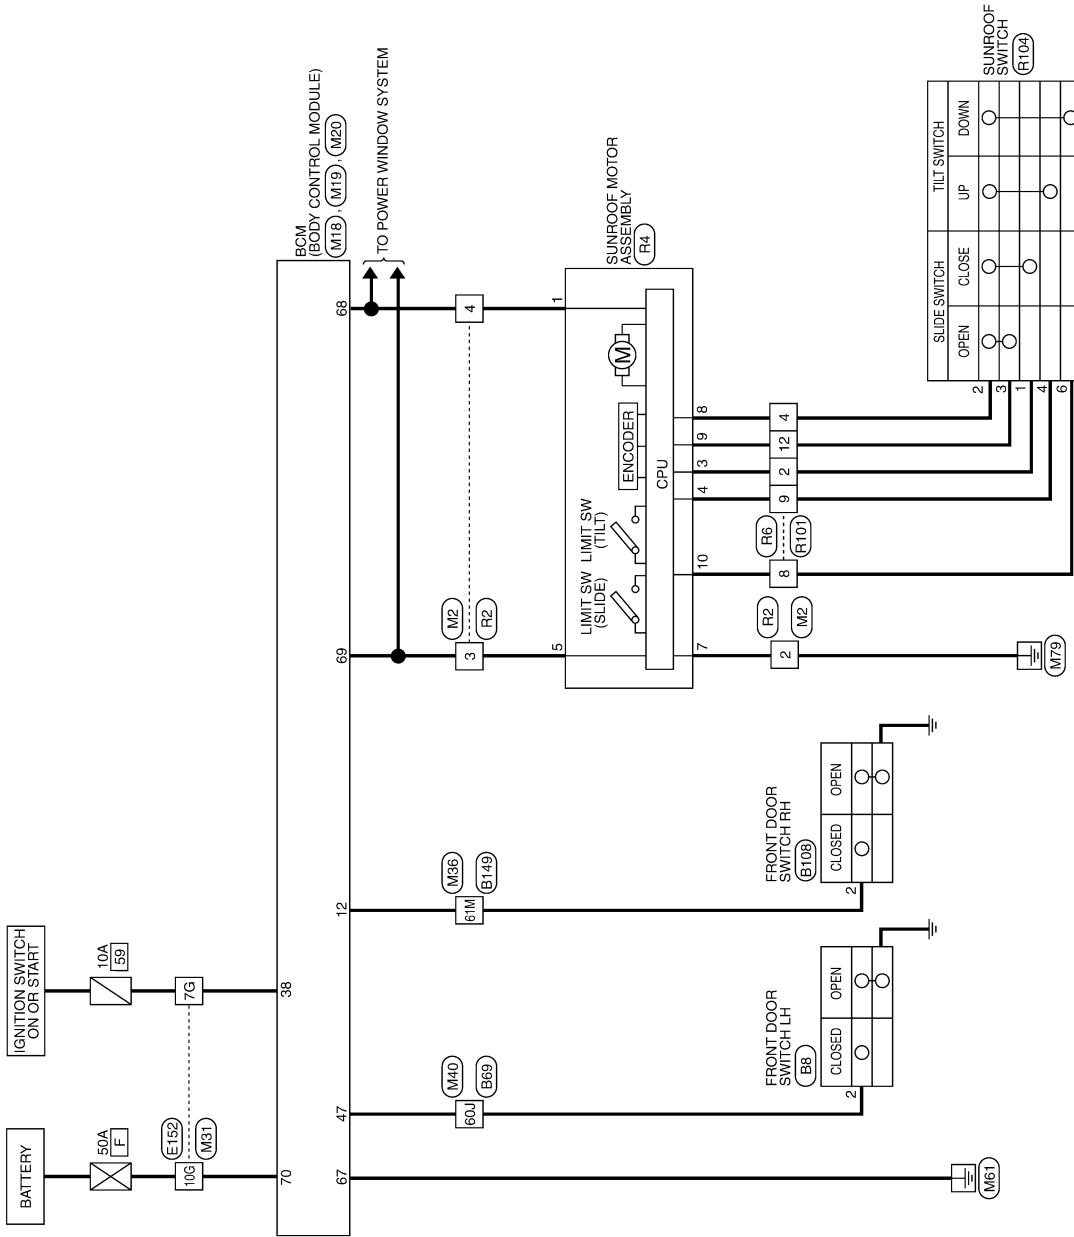 BATTERY
IGNITION SWITCH
ON OR START
50A
F
10A
59
10G
E152
M31
7G
70
38
BCM
(BODY CONTROL MODULE)
M18 , M19 , M20
67
47
12
69
68
TO POWER WINDOW SYSTEM
60J
M40
B69
61M
M36
B149
3
M2
R2
4
SUNROOF MOTOR
ASSEMBLY
R4
5
1
LIMIT SW
(SLIDE)
LIMIT SW
(TILT)
ENCODER
M
CPU
7
10
4
3
9
8
2
R2
M2
8
R6
R101
9
2
12
4
FRONT DOOR
SWITCH LH
B8
CLOSED
OPEN
2
FRONT DOOR
SWITCH RH
B108
CLOSED
OPEN
2
M61
M79
SUNROOF
SWITCH
R104
SLIDE SWITCH
TILT SWITCH
OPEN
CLOSE
UP
DOWN
2
3
1
4
6